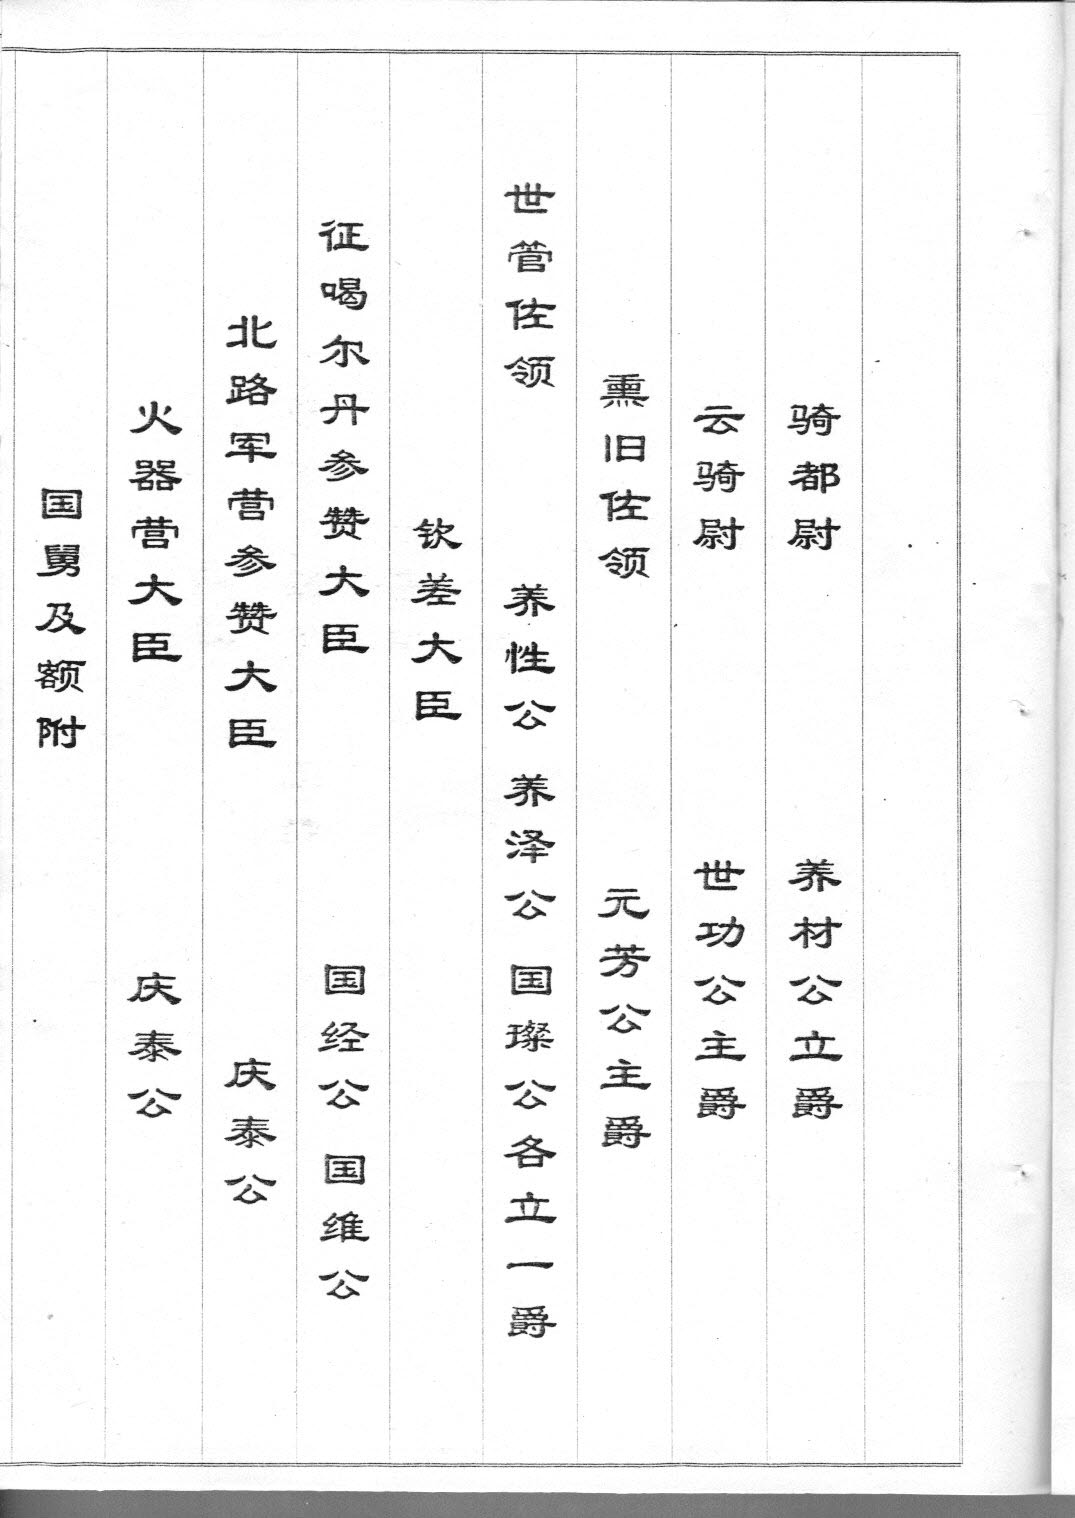 骑都尉 养材公立爵
云骑尉 世功公主爵
熏旧佐领 元芳公主爵
世管佐领 养性公 养泽公 国璨公各立一爵
钦差大臣
征喝尔丹参赞大臣 国经公 国维公
北路军营参赞大臣 庆泰公
火器营大臣 庆泰公
国舅及额附